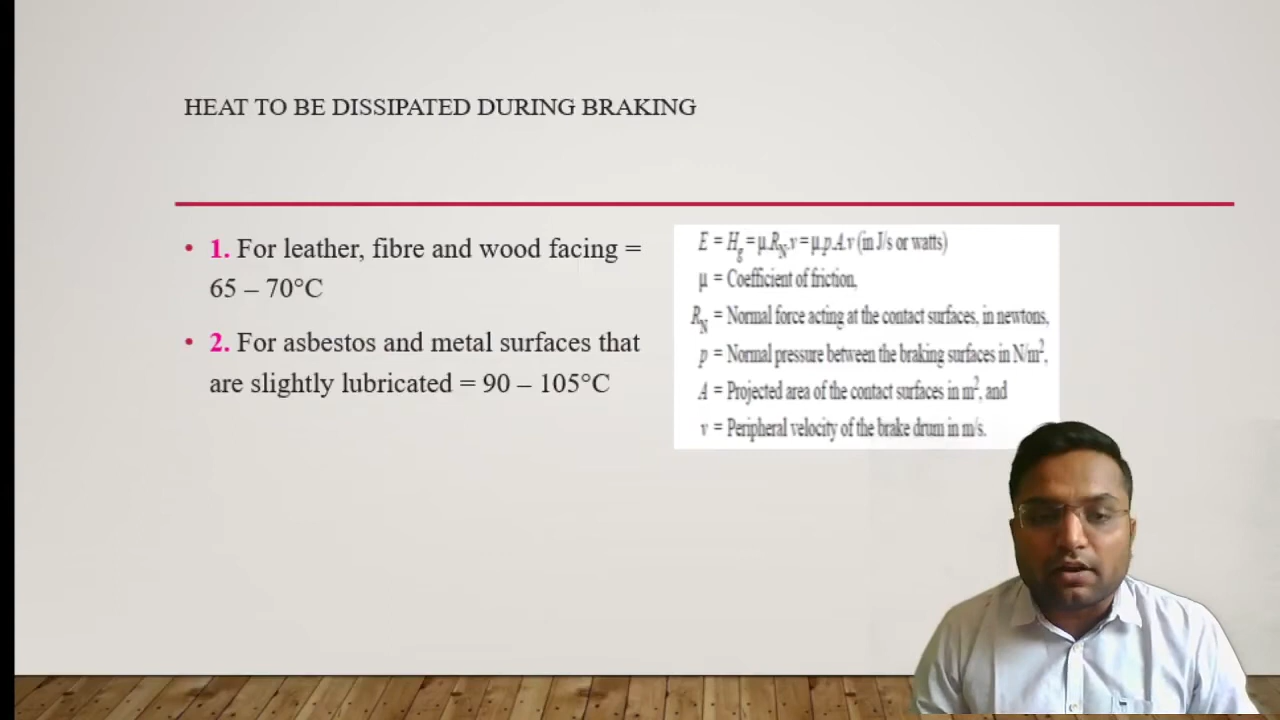 HEAT TO BE DISSIPATED DURING BRAKING
• 1. For leather, fibre and wood facing =
65 – 70°C
• 2. For asbestos and metal surfaces that
are slightly lubricated = 90 – 105°C
E = Hg = μ.RN.v = μ.p.A.v (in J/s or watts)
μ = Coefficient of friction,
RN = Normal force acting at the contact surfaces, in newtons,
p = Normal pressure between the braking surfaces in N/m²,
A = Projected area of the contact surfaces in m², and
v = Peripheral velocity of the brake drum in m/s.